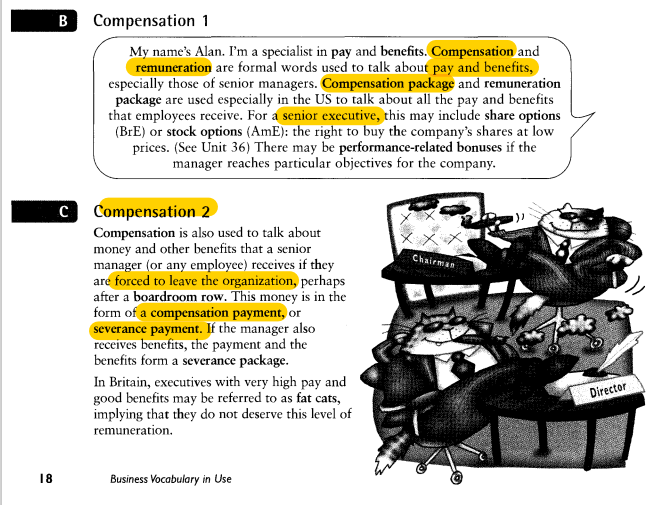 B Compensation 1
My name's Alan. I'm a specialist in pay and benefits. Compensation and
remuneration are formal words used to talk about pay and benefits,
especially those of senior managers. Compensation package and remuneration
package are used especially in the US to talk about all the pay and benefits
that employees receive. For a senior executive, this may include share options
(BrE) or stock options (AmE): the right to buy the company's shares at low
prices. (See Unit 36) There may be performance-related bonuses if the
manager reaches particular objectives for the company.
C Compensation 2
Compensation is also used to talk about
money and other benefits that a senior
manager (or any employee) receives if they
are forced to leave the organization, perhaps
after a boardroom row. This money is in the
form of a compensation payment, or
severance payment. If the manager also
receives benefits, the payment and the
benefits form a severance package.
In Britain, executives with very high pay and
good benefits may be referred to as fat cats,
implying that they do not deserve this level of
remuneration.
Chairman
Director
18 Business Vocabulary in Use